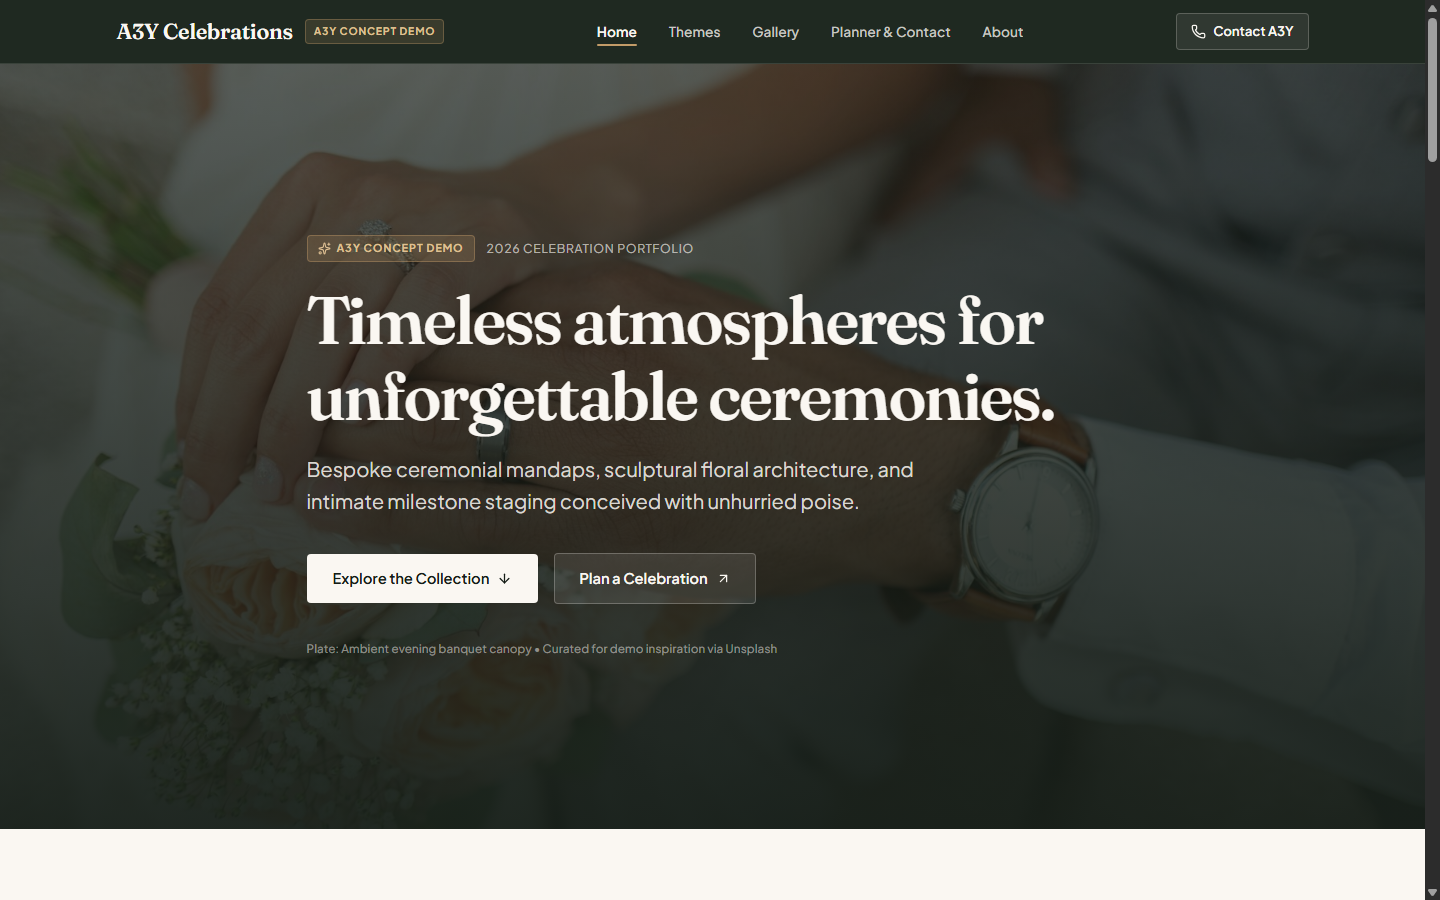 A3Y Celebrations
A3Y CONCEPT DEMO
Home
Themes
Gallery
Planner & Contact
About
Contact A3Y
A3Y CONCEPT DEMO
2026 CELEBRATION PORTFOLIO
Timeless atmospheres for
unforgettable ceremonies.
Bespoke ceremonial mandaps, sculptural floral architecture, and
intimate milestone staging conceived with unhurried poise.
Explore the Collection ↓
Plan a Celebration ↗
Plate: Ambient evening banquet canopy • Curated for demo inspiration via Unsplash